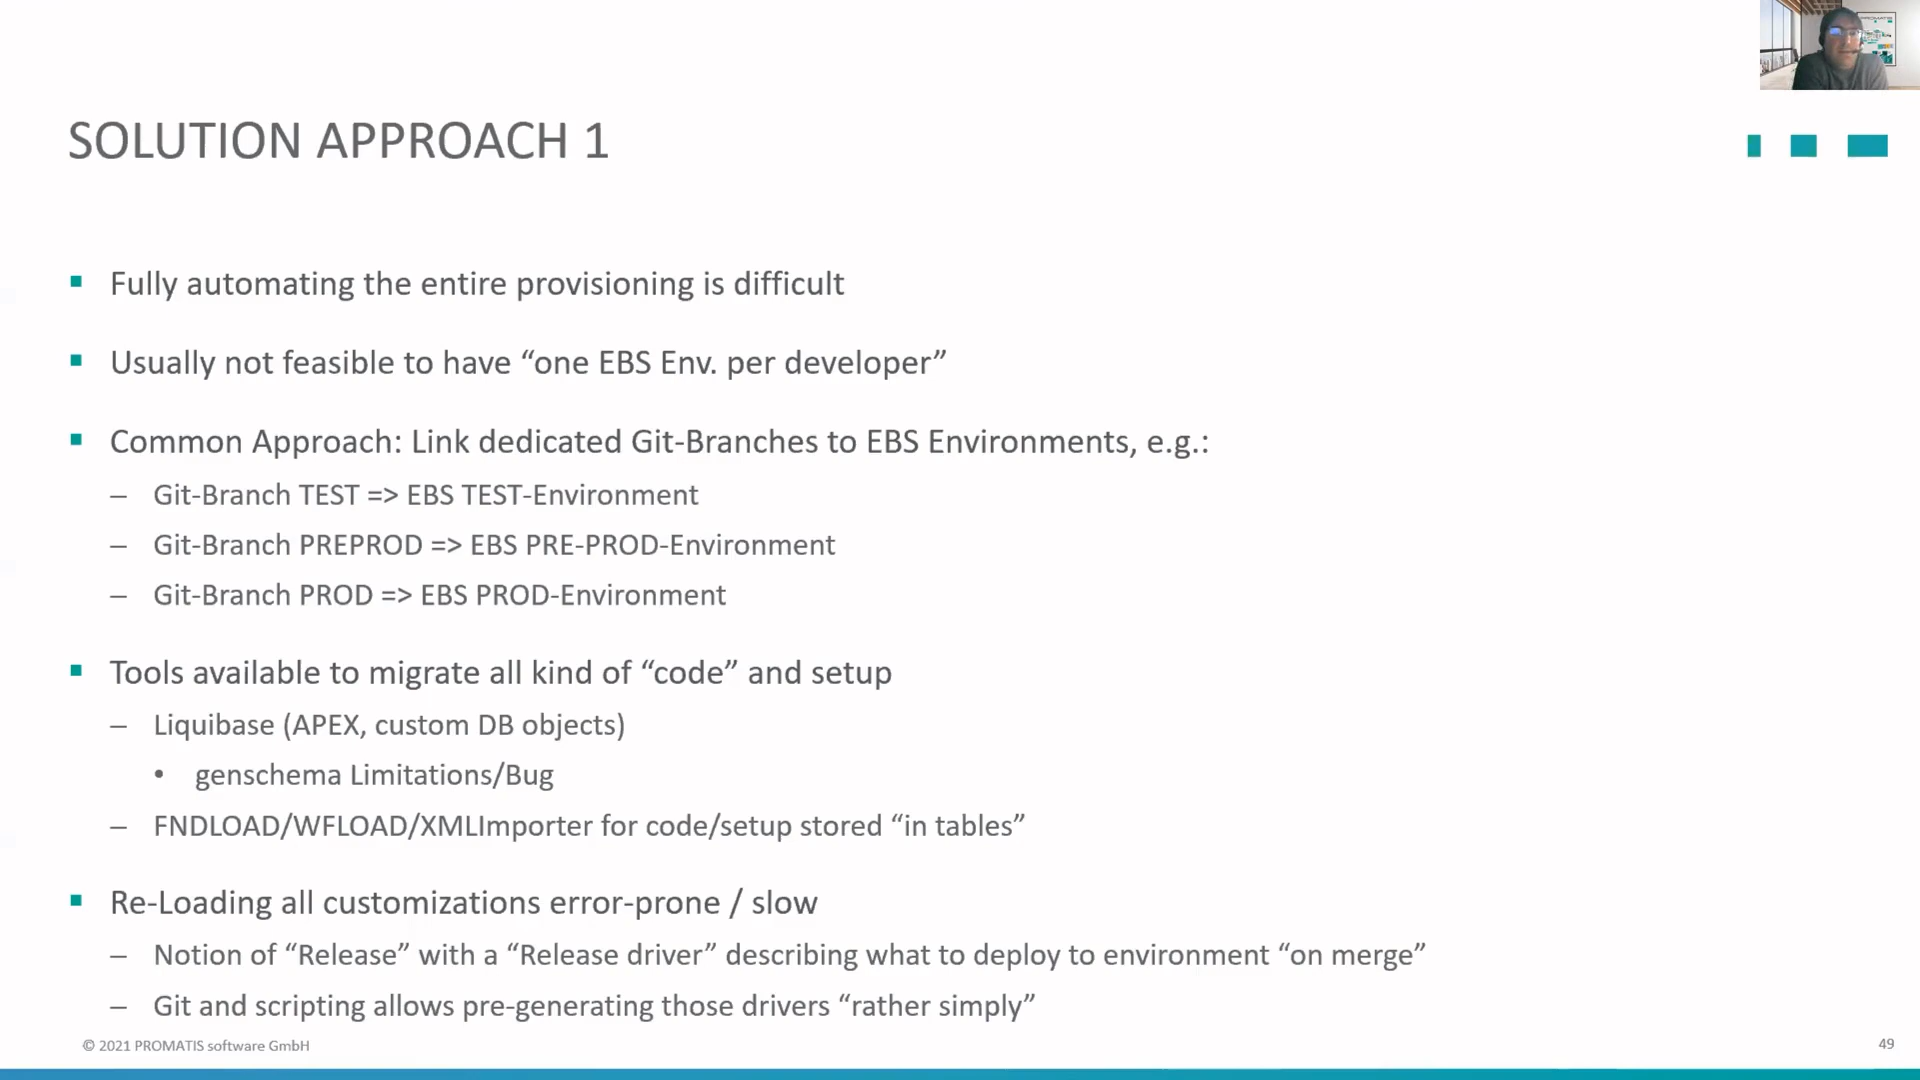 SOLUTION APPROACH 1
Fully automating the entire provisioning is difficult
Usually not feasible to have “one EBS Env. per developer”
Common Approach: Link dedicated Git-Branches to EBS Environments, e.g.:
– Git-Branch TEST => EBS TEST-Environment
– Git-Branch PREPROD => EBS PRE-PROD-Environment
– Git-Branch PROD => EBS PROD-Environment
Tools available to migrate all kind of “code” and setup
– Liquibase (APEX, custom DB objects)
• genschema Limitations/Bug
– FNDLOAD/WFLOAD/XMLImporter for code/setup stored “in tables”
Re-Loading all customizations error-prone / slow
– Notion of “Release” with a “Release driver” describing what to deploy to environment “on merge”
– Git and scripting allows pre-generating those drivers “rather simply”
© 2021 PROMATIS software GmbH
49